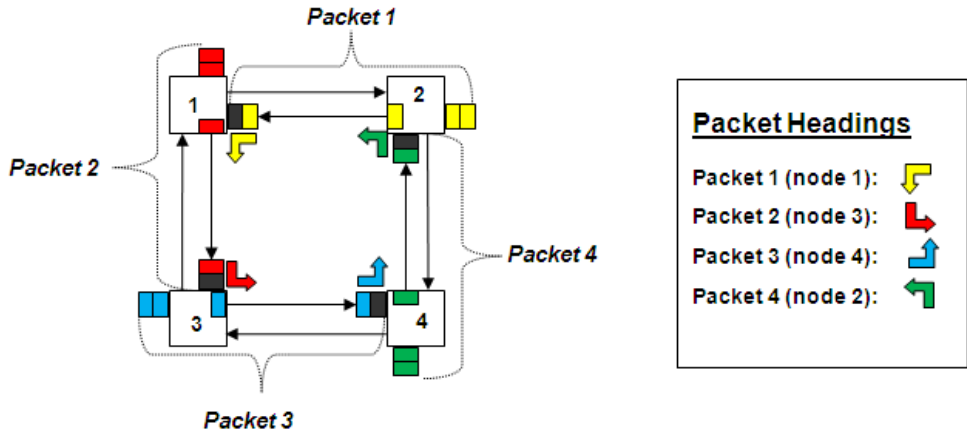 Packet 1
1
2
Packet 2
Packet 4
3
4
Packet 3
Packet Headings
Packet 1 (node 1):
Packet 2 (node 3):
Packet 3 (node 4):
Packet 4 (node 2):